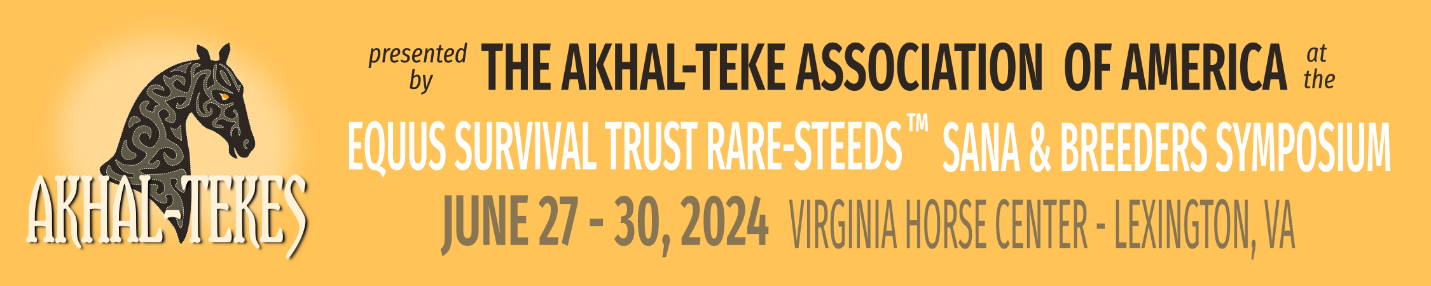 AKHAL-TEKES
presented by THE AKHAL-TEKE ASSOCIATION OF AMERICA at the
EQUUS SURVIVAL TRUST RARE-STEEDS™ SANA & BREEDERS SYMPOSIUM
JUNE 27 - 30, 2024 VIRGINIA HORSE CENTER - LEXINGTON, VA